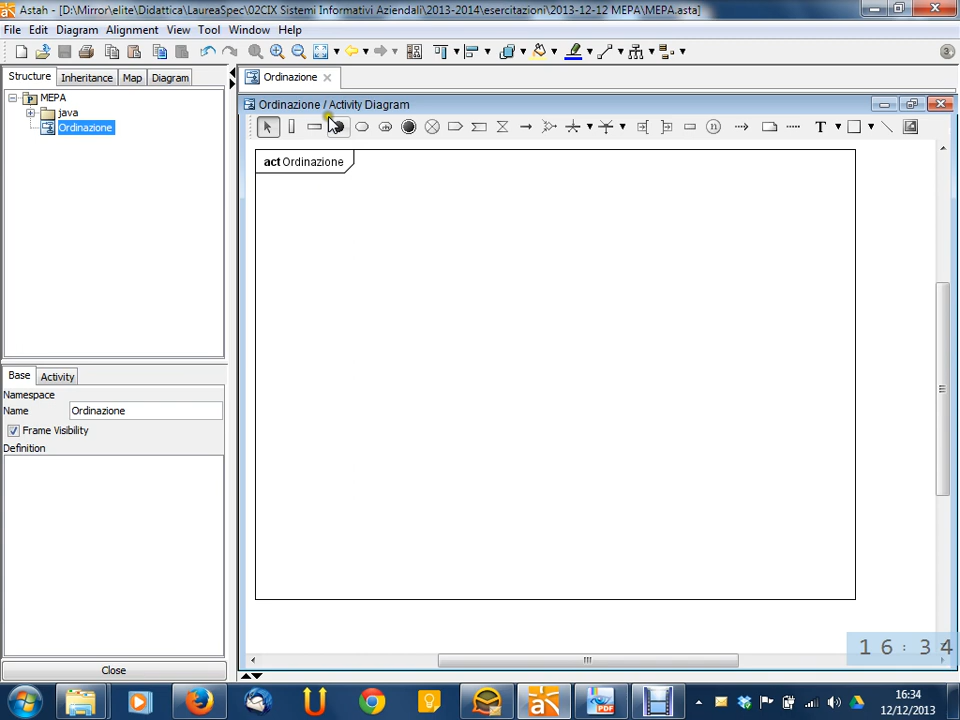 Astah - [D:\Mirror\elite\Didattica\LaureaSpec\02CIX Sistemi Informativi Aziendali\2013-2014\esercitazioni\2013-12-12 MEPA\MEPA.asta]
File Edit Diagram Alignment View Tool Window Help
3
Structure Inheritance Map Diagram
Ordinazione
MEPA
java
Ordinazione
Ordinazione / Activity Diagram
n T
act Ordinazione
Base Activity
Namespace
Name Ordinazione
Frame Visibility
Definition
Close
16:34
PDF
16:34
12/12/2013